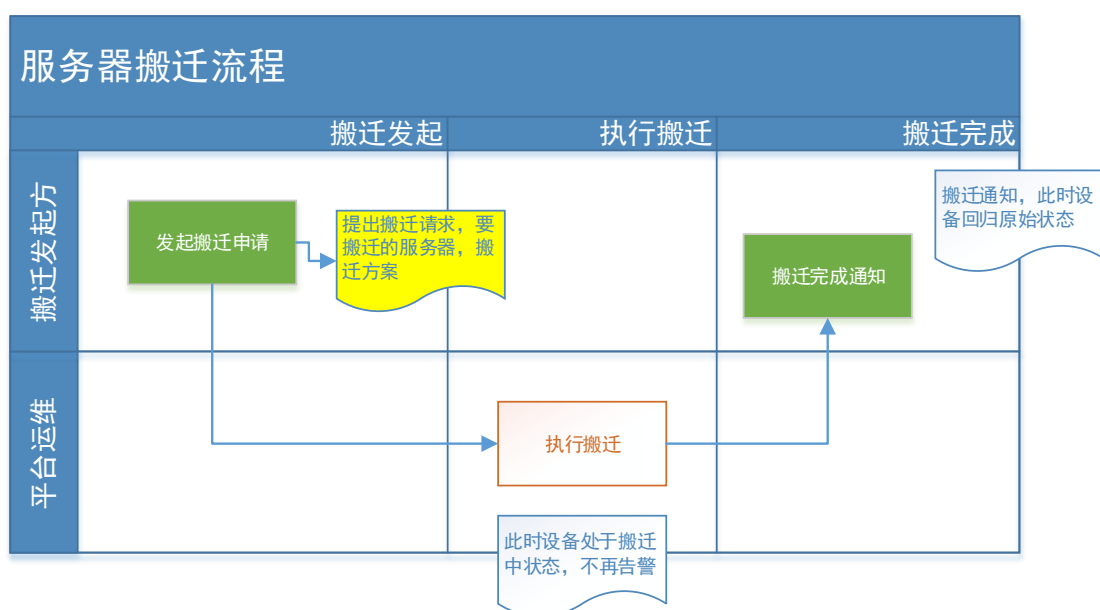 服务器搬迁流程
搬迁发起
执行搬迁
搬迁完成
搬迁发起方
发起搬迁申请
提出搬迁请求，要
搬迁的服务器，搬
迁方案
搬迁完成通知
搬迁通知，此时设
备回归原始状态
平台运维
执行搬迁
此时设备处于搬迁
中状态，不再告警